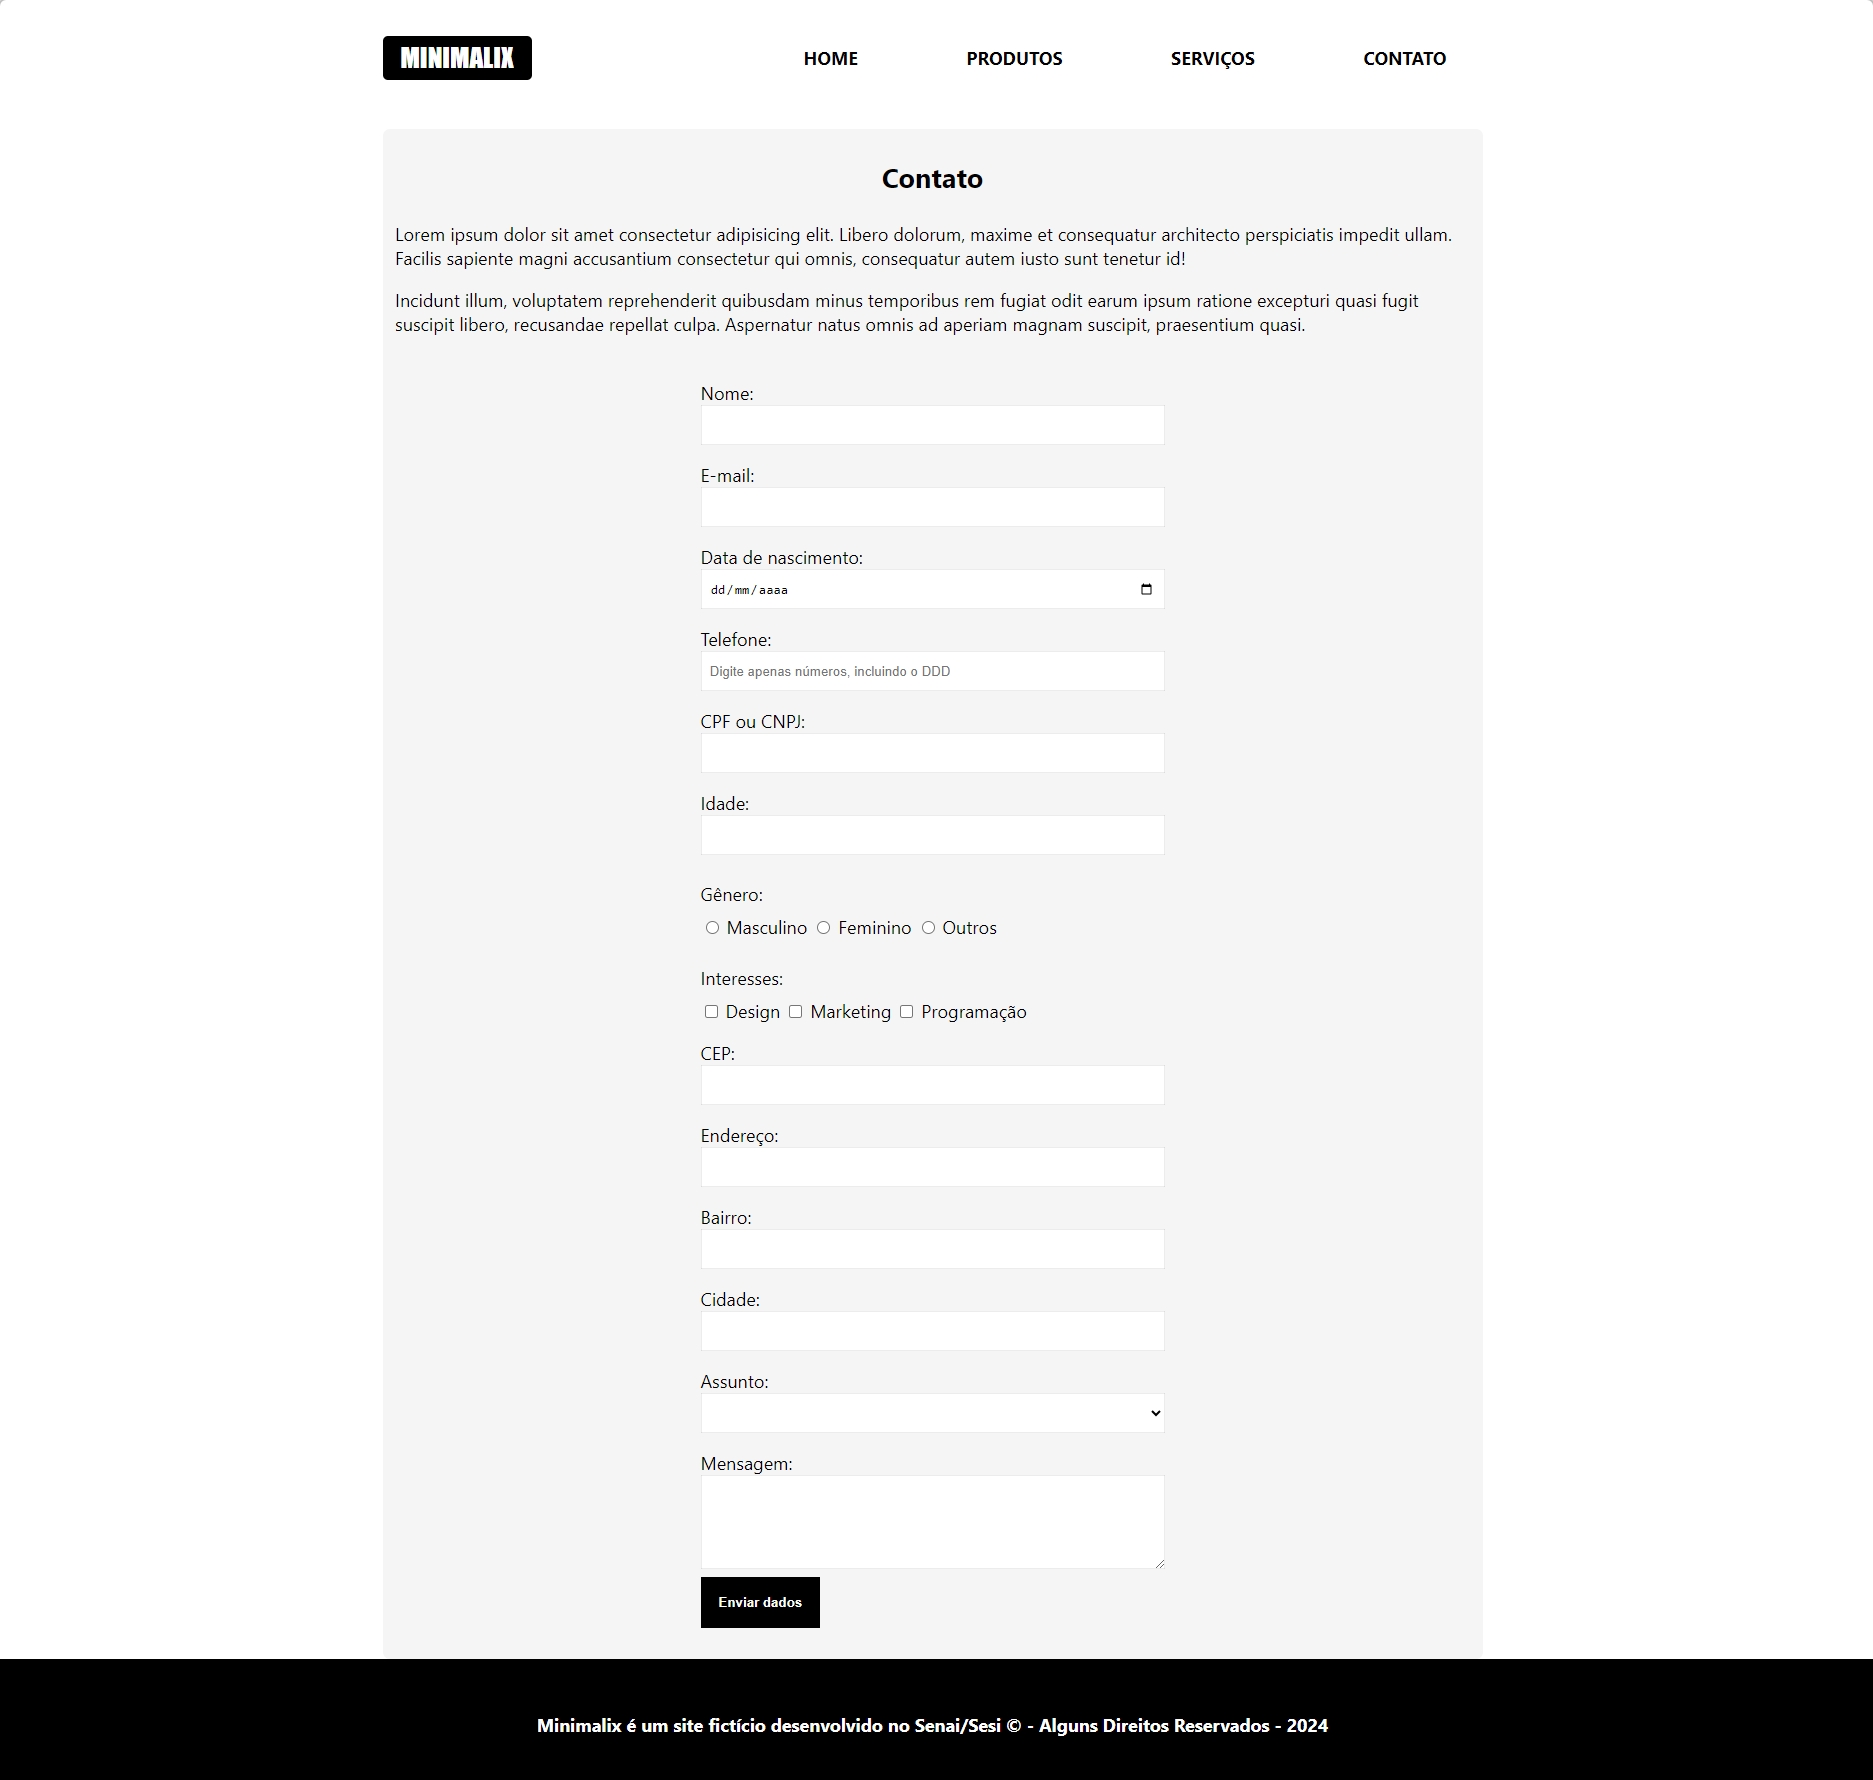 MINIMALIX
HOME PRODUTOS SERVIÇOS CONTATO
Contato
Lorem ipsum dolor sit amet consectetur adipisicing elit. Libero dolorum, maxime et consequatur architecto perspiciatis impedit ullam.
Facilis sapiente magni accusantium consectetur qui omnis, consequatur autem iusto sunt tenetur id!
Incidunt illum, voluptatem reprehenderit quibusdam minus temporibus rem fugiat odit earum ipsum ratione excepturi quasi fugit
suscipit libero, recusandae repellat culpa. Aspernatur natus omnis ad aperiam magnam suscipit, praesentium quasi.
Nome:
E-mail:
Data de nascimento:
dd/mm/aaaa
Telefone:
Digite apenas números, incluindo o DDD
CPF ou CNPJ:
Idade:
Gênero:
Masculino Feminino Outros
Interesses:
Design Marketing Programação
CEP:
Endereço:
Bairro:
Cidade:
Assunto:
Mensagem:
Enviar dados
Minimalix é um site fictício desenvolvido no Senai/Sesi © - Alguns Direitos Reservados - 2024